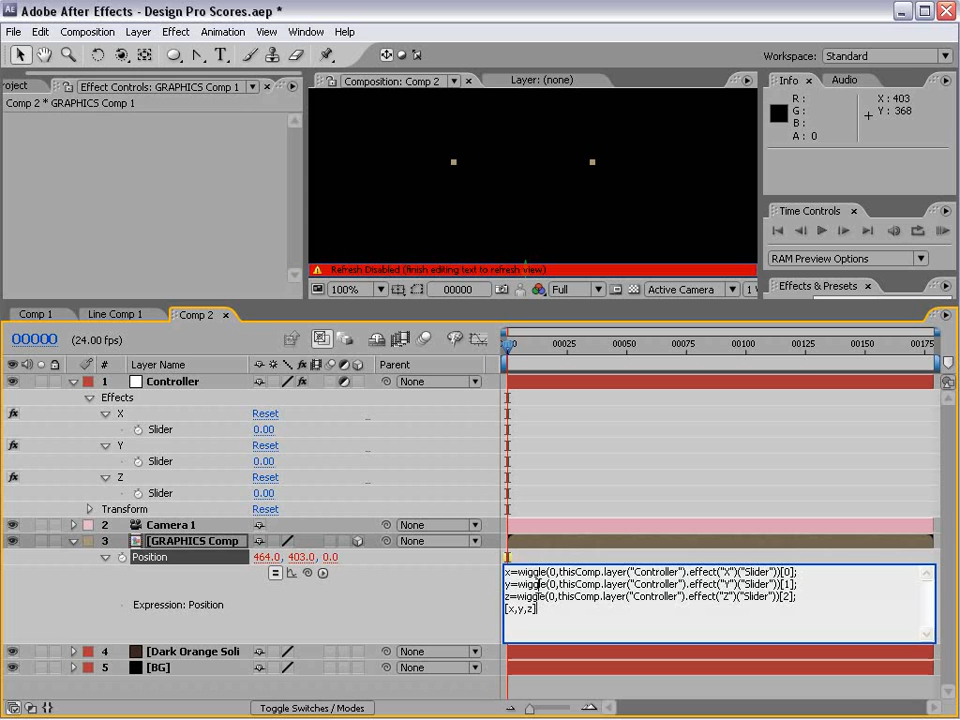 Adobe After Effects - Design Pro Scores.aep *
File Edit Composition Layer Effect Animation View Window Help
Workspace: Standard
roject Effect Controls: GRAPHICS Comp 1
Comp 2 * GRAPHICS Comp 1
Composition: Comp 2 Layer: (none)
Info Audio
R :
G :
B :
A : 0
X : 403
Y : 368
Time Controls
RAM Preview Options
Effects & Presets
Refresh Disabled (finish editing text to refresh view)
100% 00000 Full Active Camera 1
Comp 1 Line Comp 1 Comp 2
00000 (24.00 fps)
00025 00050 00075 00100 00125 00150 00175
# Layer Name Parent
1 Controller None
Effects
X Reset
Slider 0.00
Y Reset
Slider 0.00
Z Reset
Slider 0.00
Transform Reset
2 Camera 1 None
3 [GRAPHICS Comp None
Position 464.0, 403.0, 0.0
Expression: Position
x=wiggle(0,thisComp.layer("Controller").effect("X")("Slider"))[0];
y=wiggle(0,thisComp.layer("Controller").effect("Y")("Slider"))[1];
z=wiggle(0,thisComp.layer("Controller").effect("Z")("Slider"))[2];
[x,y,z]
4 [Dark Orange Soli None
5 [BG] None
Toggle Switches / Modes